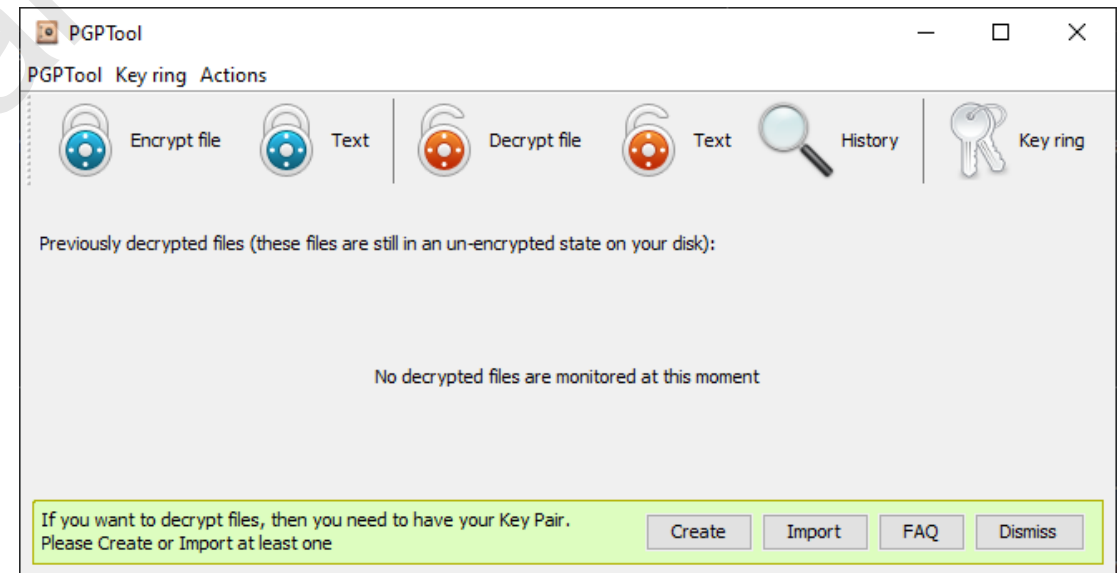 PGPTool
PGPTool Key ring Actions
Encrypt file Text Decrypt file Text History Key ring
Previously decrypted files (these files are still in an un-encrypted state on your disk):
No decrypted files are monitored at this moment
If you want to decrypt files, then you need to have your Key Pair.
Please Create or Import at least one
Create Import FAQ Dismiss